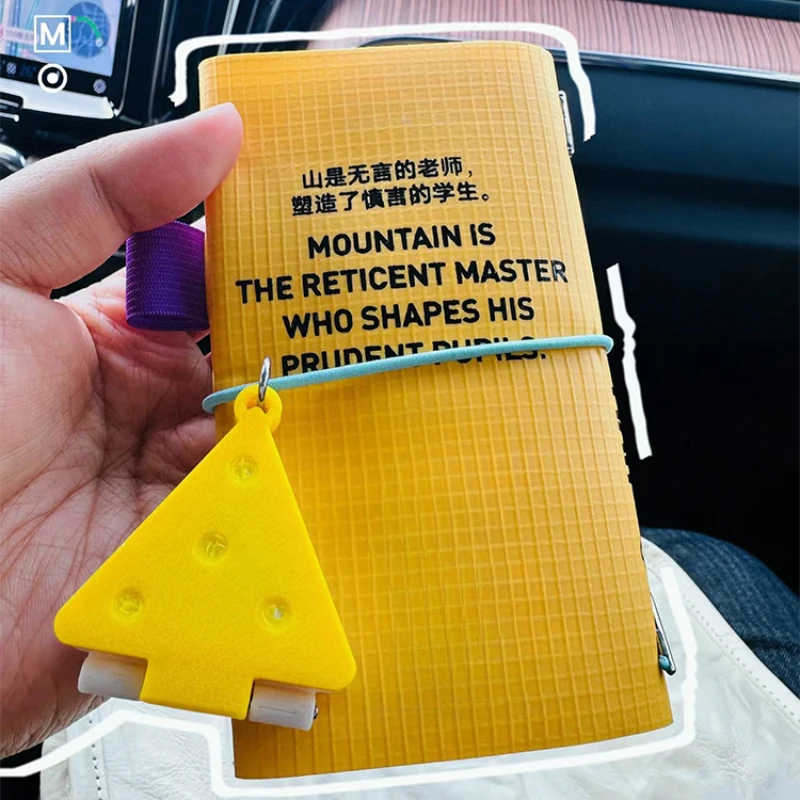 M
山是无言的老师，
塑造了慎言的学生。
MOUNTAIN IS
THE RETICENT MASTER
WHO SHAPES HIS
PRUDENT PUPILS.